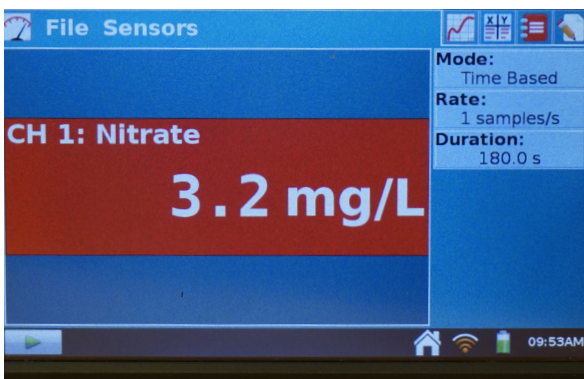 File Sensors
X Y
Mode:
Time Based
Rate:
1 samples/s
Duration:
180.0 s
CH 1: Nitrate
3.2 mg/L
09:53AM